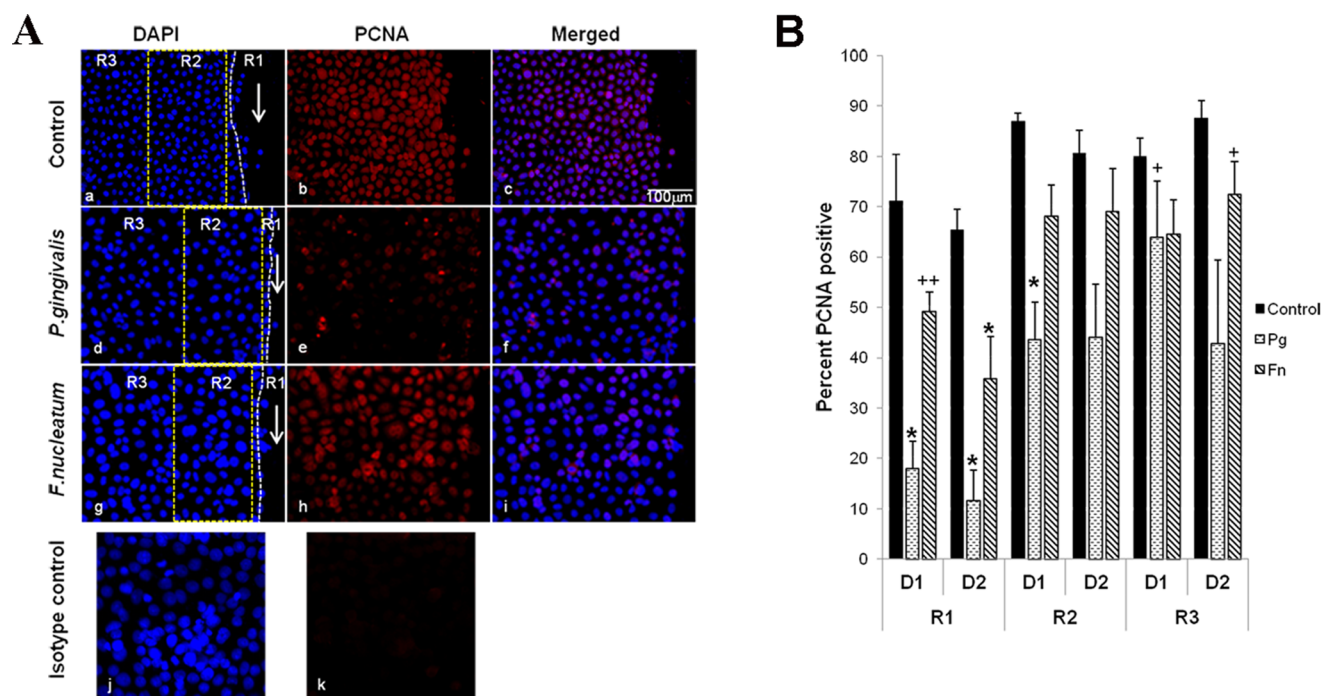 A
DAPI PCNA Merged
Control
R3 R2 R1
a b c
100μm
P.gingivalis
R3 R2 R1
d e f
F.nucleatum
R3 R2 R1
g h i
Isotype control
j k
B
Percent PCNA positive
100
90
80
70
60
50
40
30
20
10
0
* ++ * * * + +
Control
Pg
Fn
D1 D2 D1 D2 D1 D2
R1 R2 R3